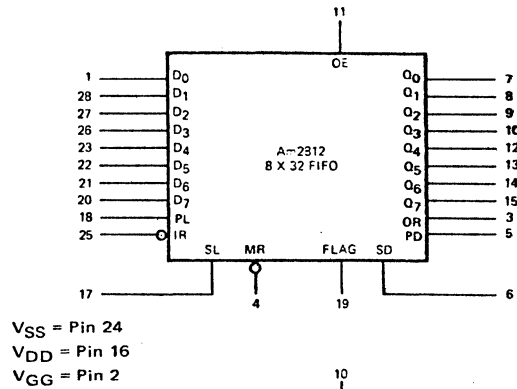 11
OE
1 D0 Q0 7
28 D1 Q1 8
27 D2 Q2 9
26 D3 Q3 10
23 D4 Am2812 Q4 12
22 D5 8 X 32 FIFO Q5 13
21 D6 Q6 14
20 D7 Q7 15
18 PL OR 3
25 IR PD 5
SL MR FLAG SD
17 4 19 6
VSS = Pin 24
VDD = Pin 16
VGG = Pin 2
10